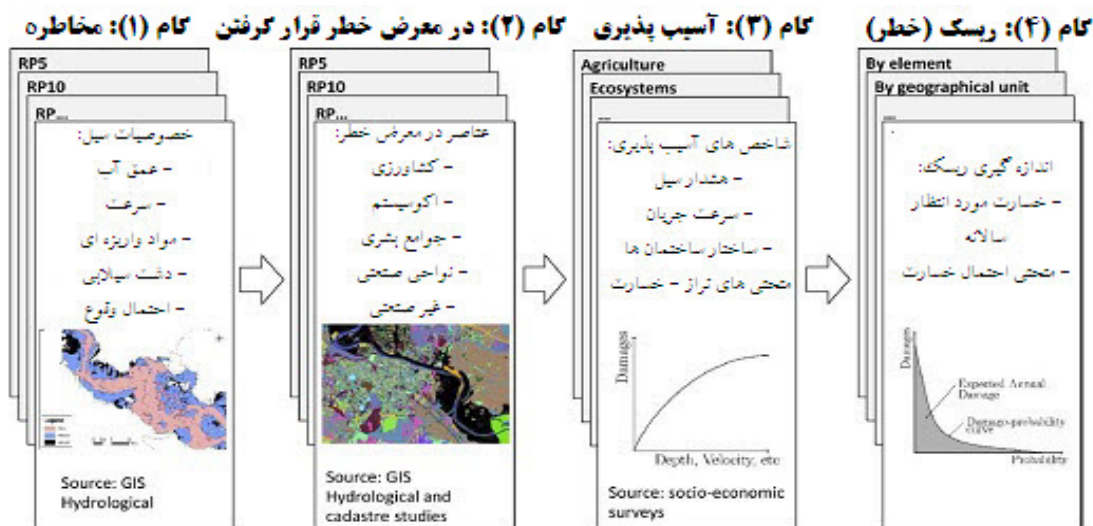 گام (۱): مخاطره
RP5
RP10
RP...
خصوصیات سیل:
- عمق آب
- سرعت
- مواد واریزه ای
- دشت سیلابی
- احتمال وقوع
Source: GIS
Hydrological
گام (۲): در معرض خطر قرار گرفتن
RP5
RP10
RP...
عناصر در معرض خطر:
- کشاورزی
- اکوسیستم
- جوامع بشری
- نواحی صنعتی
- غیر صنعتی
Source: GIS
Hydrological and
cadastre studies
گام (۳): آسیب پذیری
Agriculture
Ecosystems
...
شاخص های آسیب پذیری:
- هشدار سیل
- سرعت جریان
- ساختار ساختمان ها
منحنی های تراز - خسارت
Damages
Depth, Velocity, etc
Source: socio-economic
surveys
گام (۴): ریسک (خطر)
By element
By geographical unit
...
اندازه گیری ریسک:
- خسارت مورد انتظار
سالانه
- منحنی احتمال خسارت
Damages
Expected Annual
Damage
Damage-probability
curve
Probability